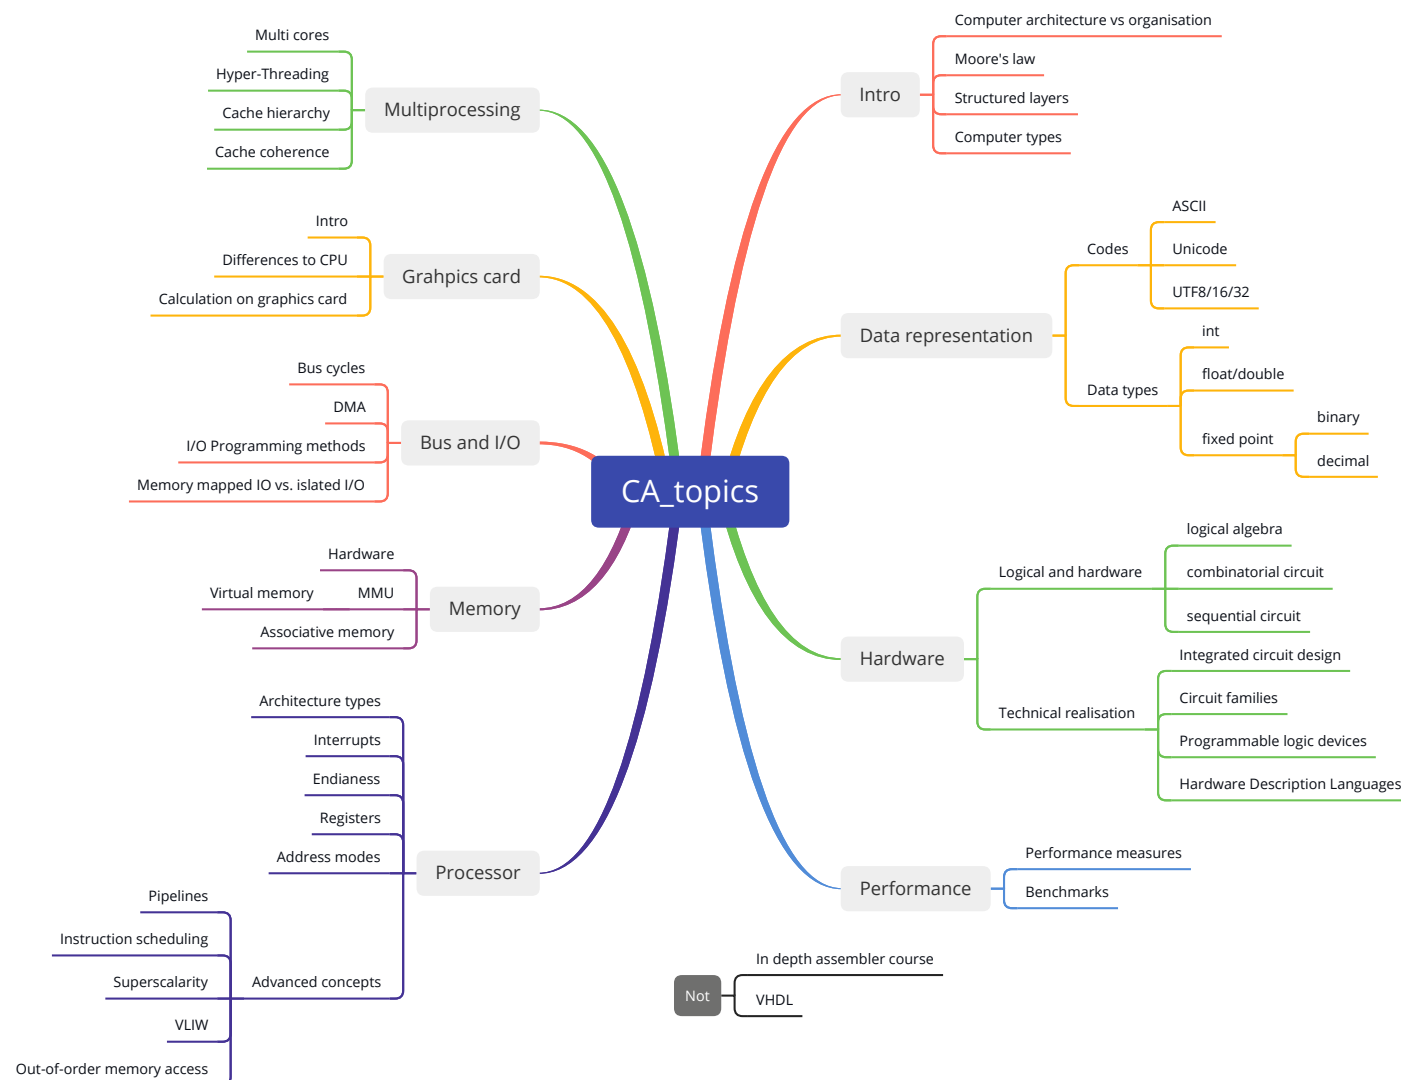 CA_topics
Intro
Computer architecture vs organisation
Moore's law
Structured layers
Computer types
Data representation
Codes
ASCII
Unicode
UTF8/16/32
Data types
int
float/double
fixed point
binary
decimal
Hardware
Logical and hardware
logical algebra
combinatorial circuit
sequential circuit
Technical realisation
Integrated circuit design
Circuit families
Programmable logic devices
Hardware Description Languages
Performance
Performance measures
Benchmarks
Multiprocessing
Multi cores
Hyper-Threading
Cache hierarchy
Cache coherence
Grahpics card
Intro
Differences to CPU
Calculation on graphics card
Bus and I/O
Bus cycles
DMA
I/O Programming methods
Memory mapped IO vs. islated I/O
Memory
Hardware
MMU
Virtual memory
Associative memory
Processor
Architecture types
Interrupts
Endianess
Registers
Address modes
Advanced concepts
Pipelines
Instruction scheduling
Superscalarity
VLIW
Out-of-order memory access
Not
In depth assembler course
VHDL